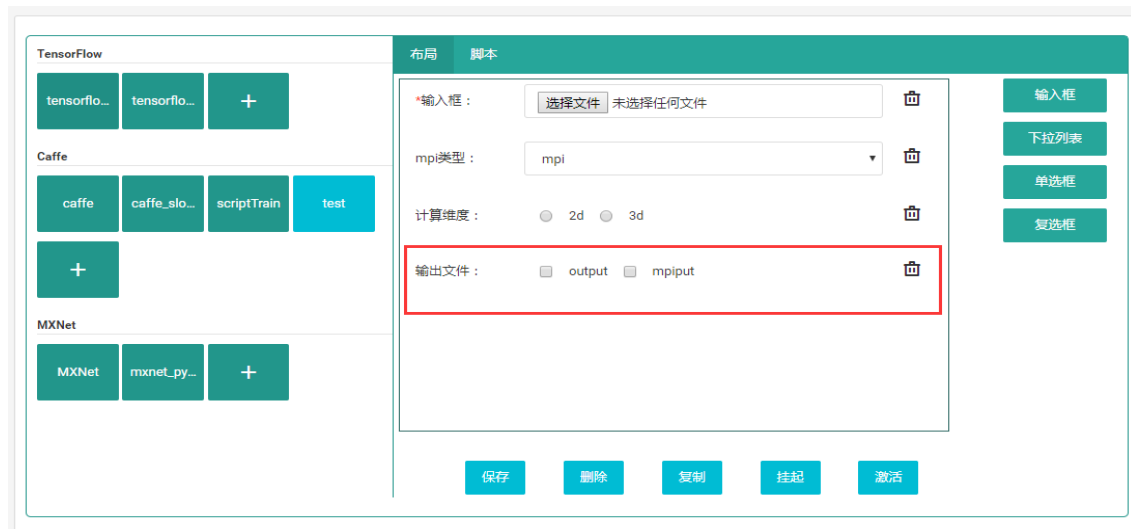 TensorFlow
tensorflo... tensorflo... +
Caffe
caffe caffe_slo... scriptTrain test
+
MXNet
MXNet mxnet_py... +
布局 脚本
*输入框： 选择文件 未选择任何文件
mpi类型： mpi
计算维度： 2d 3d
输出文件： output mpiput
输入框
下拉列表
单选框
复选框
保存 删除 复制 挂起 激活